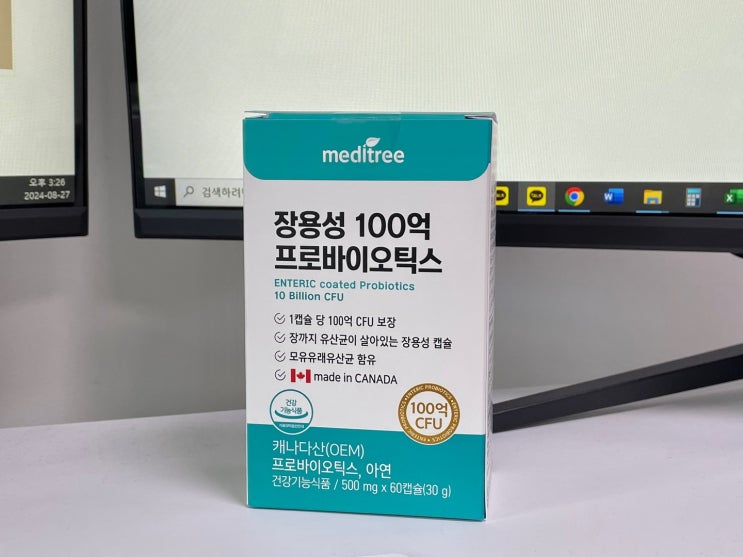 오후 3:26
2024-08-27
검색하려
meditree
장용성 100억
프로바이오틱스
ENTERIC coated Probiotics
10 Billion CFU
1캡슐 당 100억 CFU 보장
장까지 유산균이 살아있는 장용성 캡슐
모유유래유산균 함유
made in CANADA
건강
기능식품
100억
CFU
ENTERIC PROBIOTICS
캐나다산(OEM)
프로바이오틱스, 아연
건강기능식품 / 500 mg x 60캡슐(30 g)